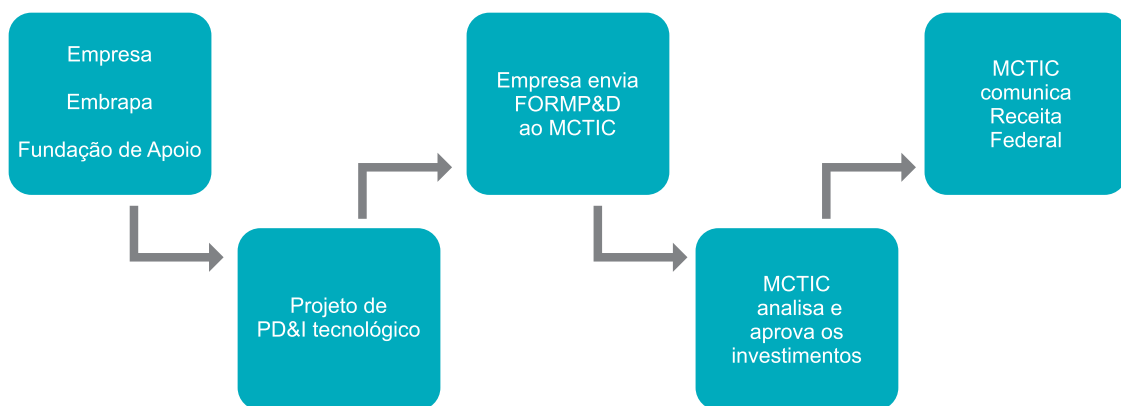 Empresa
Embrapa
Fundação de Apoio
Projeto de
PD&I tecnológico
Empresa envia
FORMP&D
ao MCTIC
MCTIC
analisa e
aprova os
investimentos
MCTIC
comunica
Receita
Federal